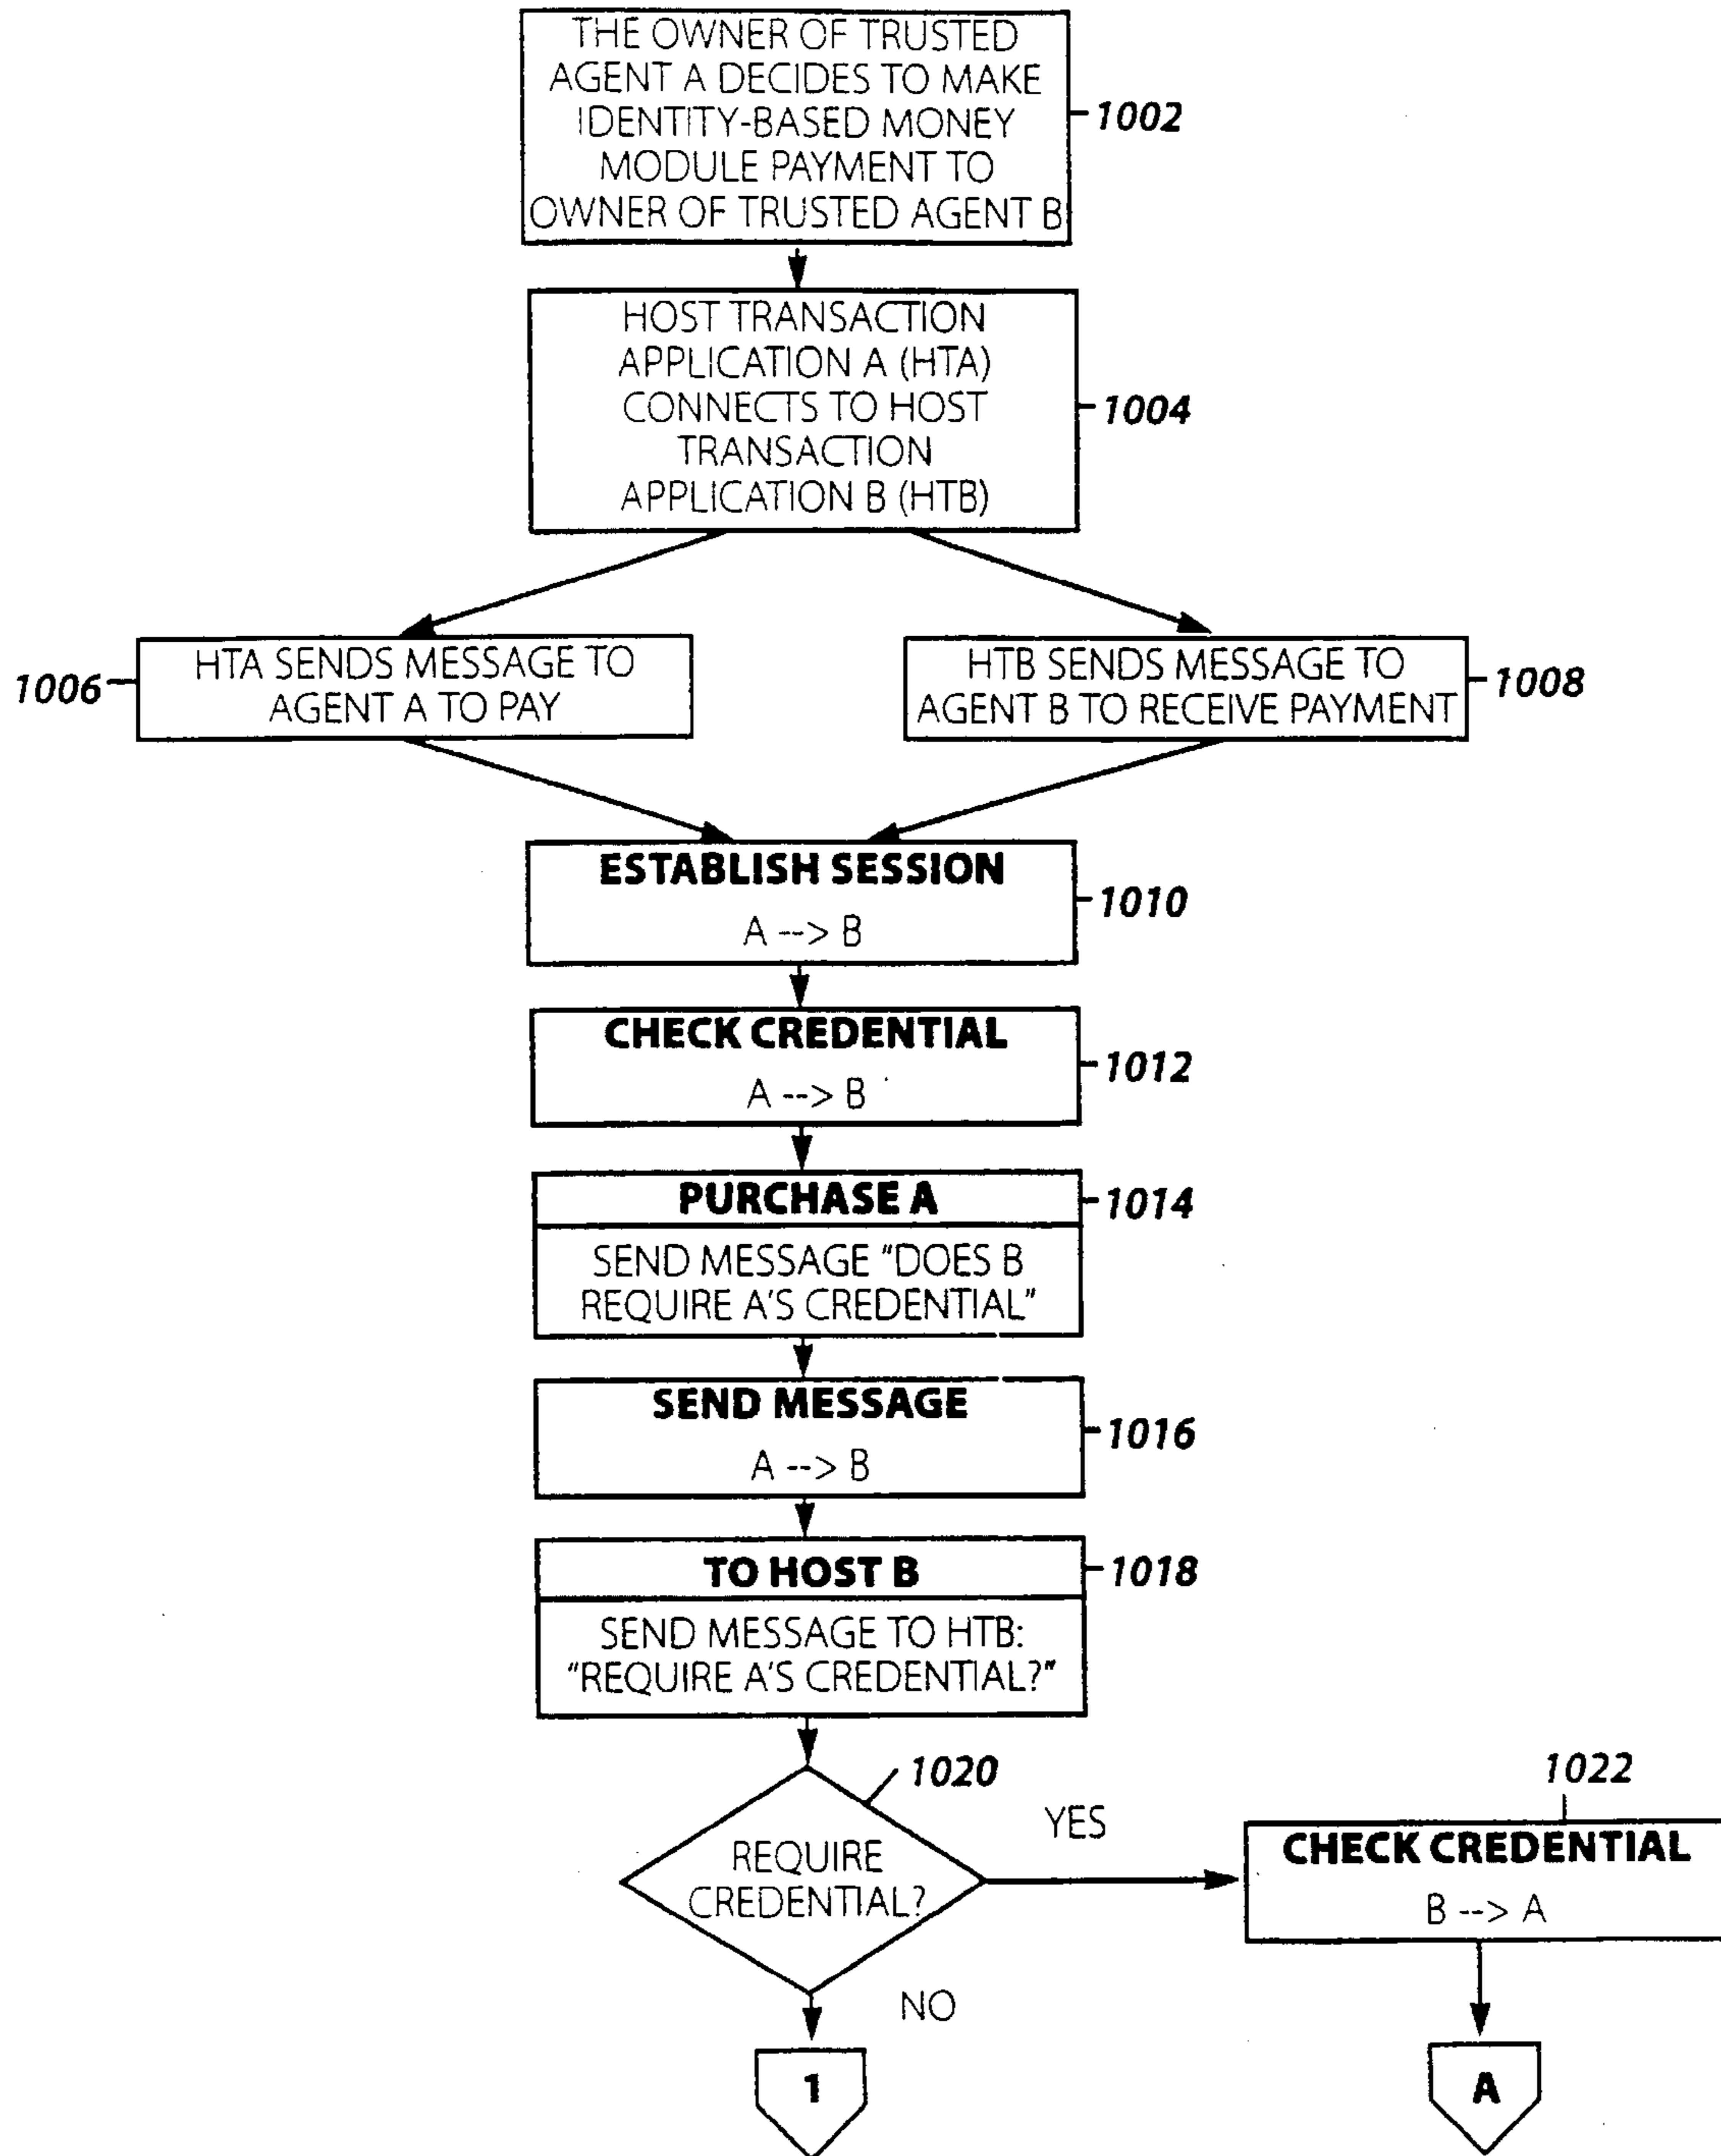 THE OWNER OF TRUSTED
AGENT A DECIDES TO MAKE
IDENTITY-BASED MONEY
MODULE PAYMENT TO
OWNER OF TRUSTED AGENT B
1002
HOST TRANSACTION
APPLICATION A (HTA)
CONNECTS TO HOST
TRANSACTION
APPLICATION B (HTB)
1004
1006
HTA SENDS MESSAGE TO
AGENT A TO PAY
HTB SENDS MESSAGE TO
AGENT B TO RECEIVE PAYMENT
1008
ESTABLISH SESSION
A --> B
1010
CHECK CREDENTIAL
A --> B
1012
PURCHASE A
1014
SEND MESSAGE "DOES B
REQUIRE A'S CREDENTIAL"
SEND MESSAGE
A --> B
1016
TO HOST B
1018
SEND MESSAGE TO HTB:
"REQUIRE A'S CREDENTIAL?"
1020
REQUIRE
CREDENTIAL?
YES
1022
CHECK CREDENTIAL
B --> A
NO
1
A